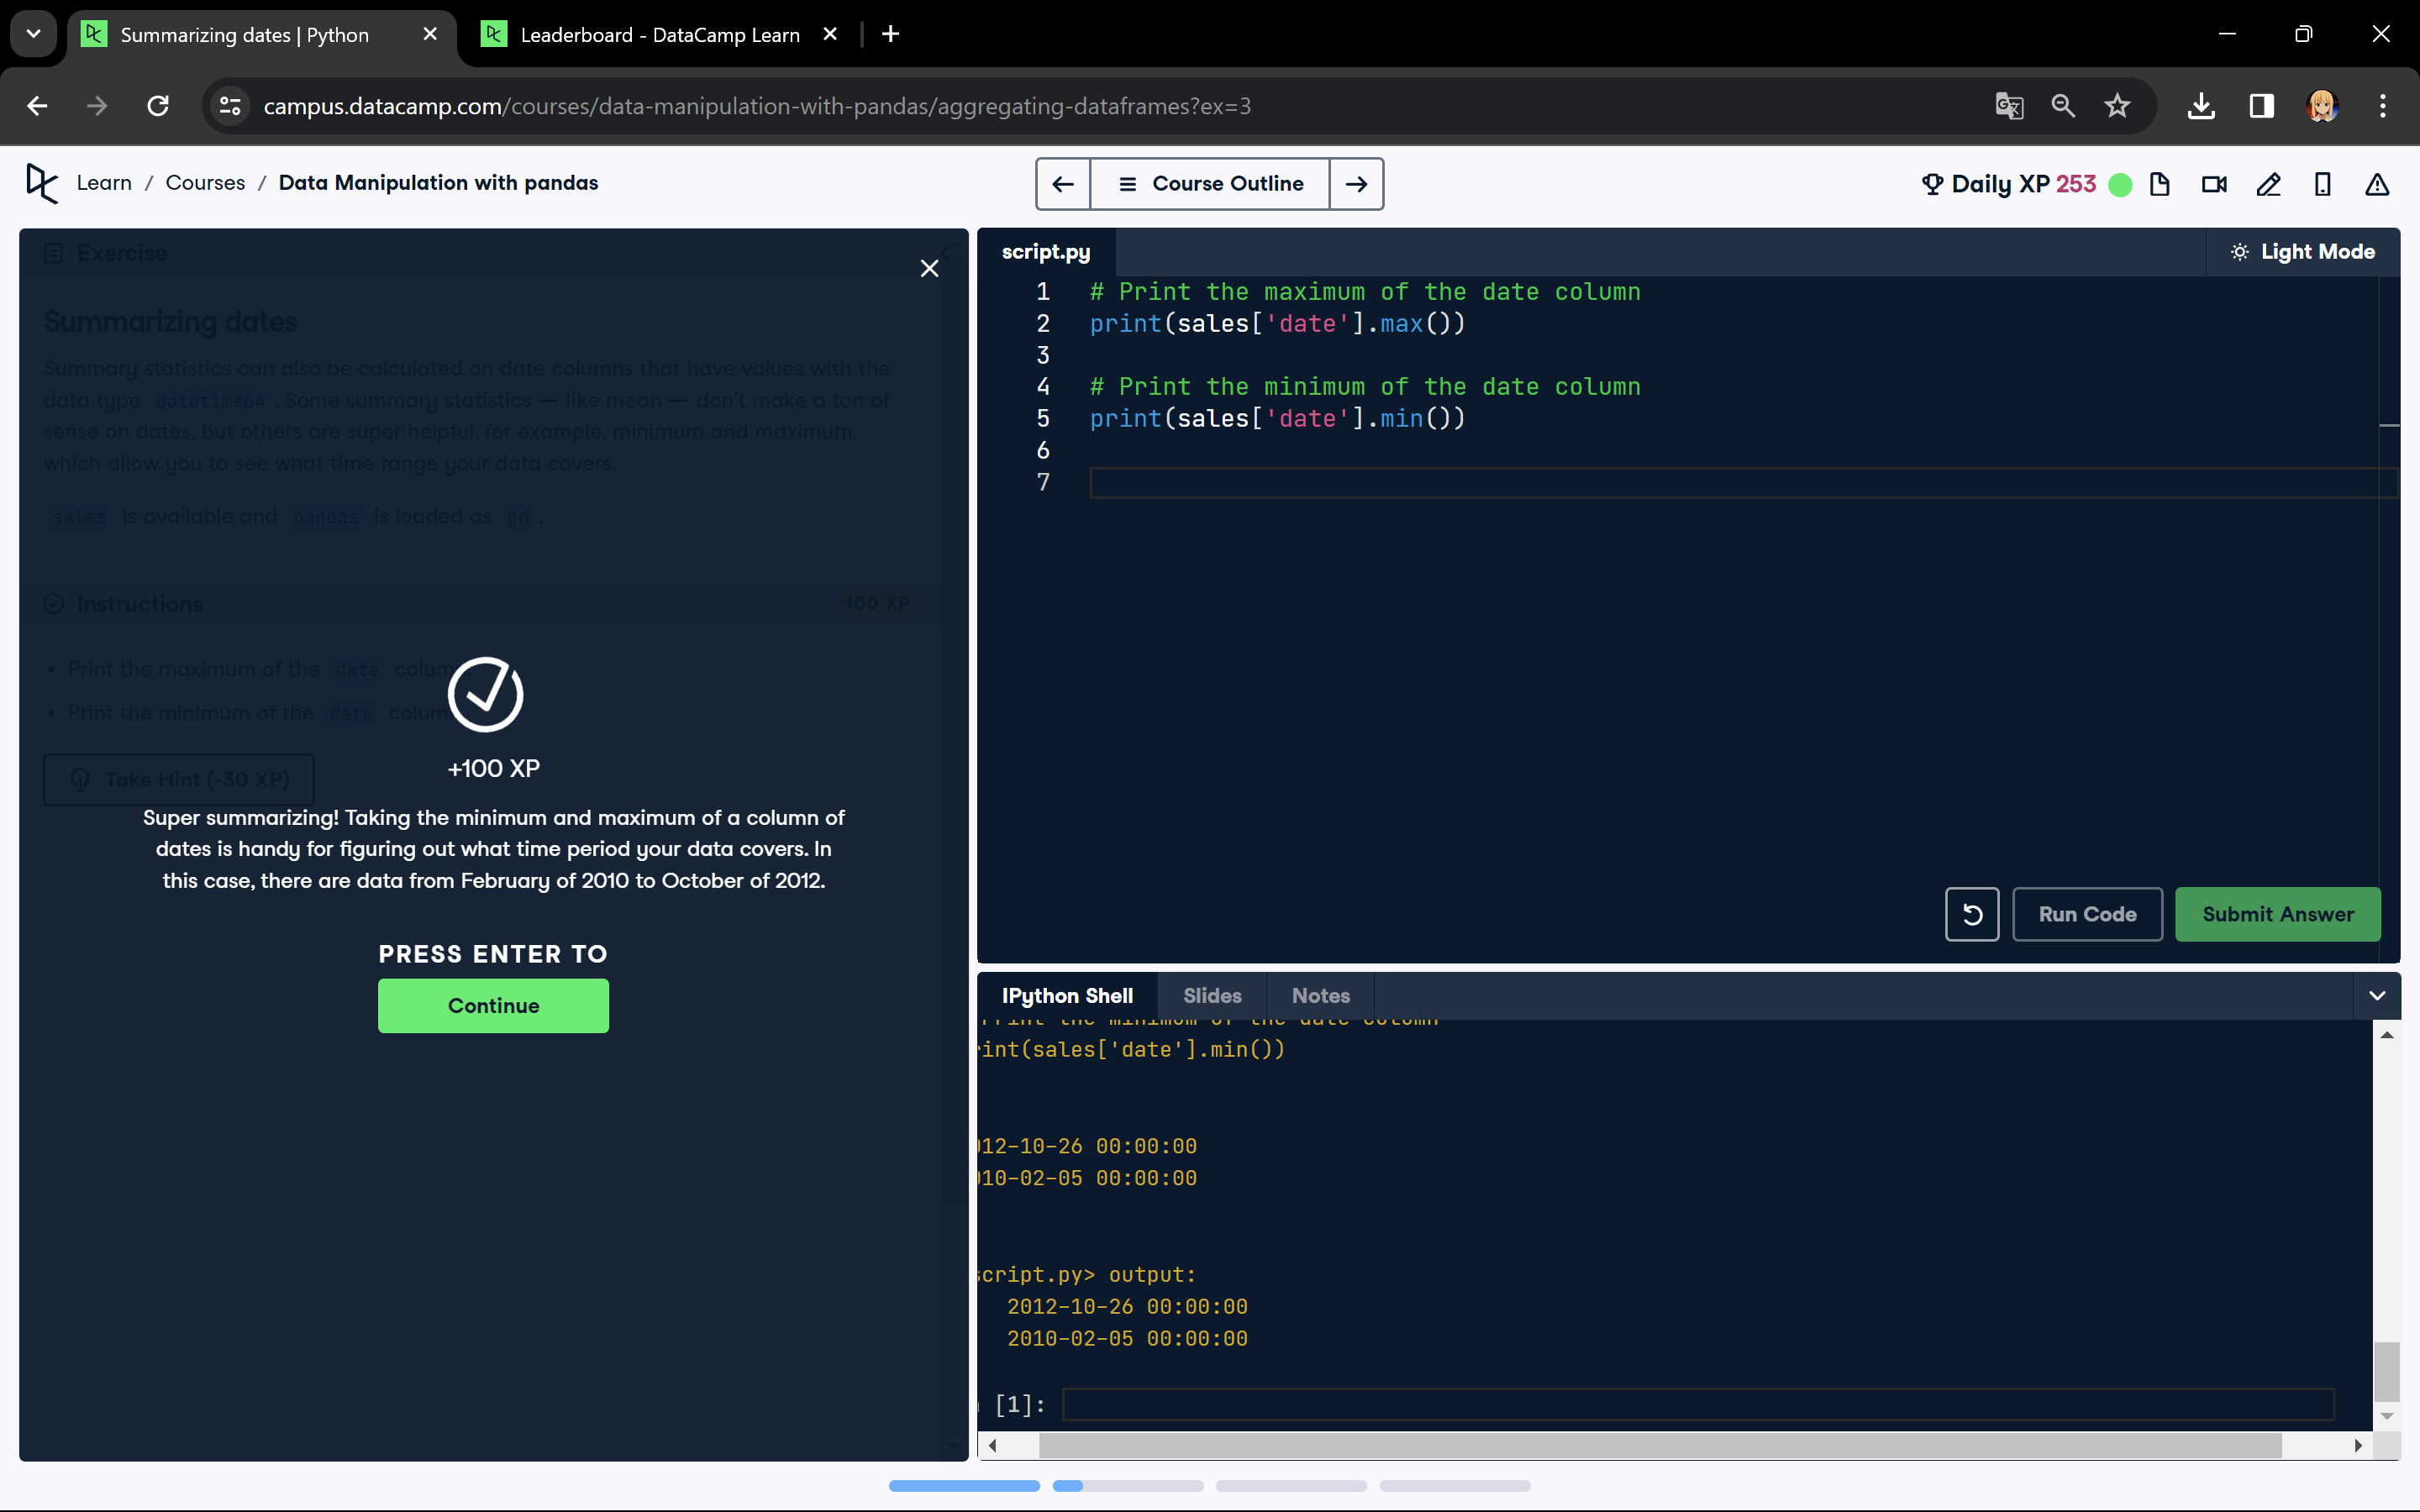 Summarizing dates | Python
Leaderboard - DataCamp Learn
campus.datacamp.com/courses/data-manipulation-with-pandas/aggregating-dataframes?ex=3
Learn / Courses / Data Manipulation with pandas
Course Outline
Daily XP 253
Exercise
Summarizing dates
Summary statistics can also be calculated on date columns that have values with the
data type datetime64. Some summary statistics — like mean — don't make a ton of
sense on dates, but others are super helpful, for example, minimum and maximum,
which allow you to see what time range your data covers.
sales is available and pandas is loaded as pd.
Instructions
100 XP
• Print the maximum of the date colum
• Print the minimum of the date colum
Take Hint (-30 XP)
+100 XP
Super summarizing! Taking the minimum and maximum of a column of
dates is handy for figuring out what time period your data covers. In
this case, there are data from February of 2010 to October of 2012.
PRESS ENTER TO
Continue
script.py
Light Mode
1 # Print the maximum of the date column
2 print(sales['date'].max())
3
4 # Print the minimum of the date column
5 print(sales['date'].min())
6
7
Run Code
Submit Answer
IPython Shell
Slides
Notes
Print the minimum of the date column
rint(sales['date'].min())
012-10-26 00:00:00
010-02-05 00:00:00
script.py> output:
2012-10-26 00:00:00
2010-02-05 00:00:00
[1]: